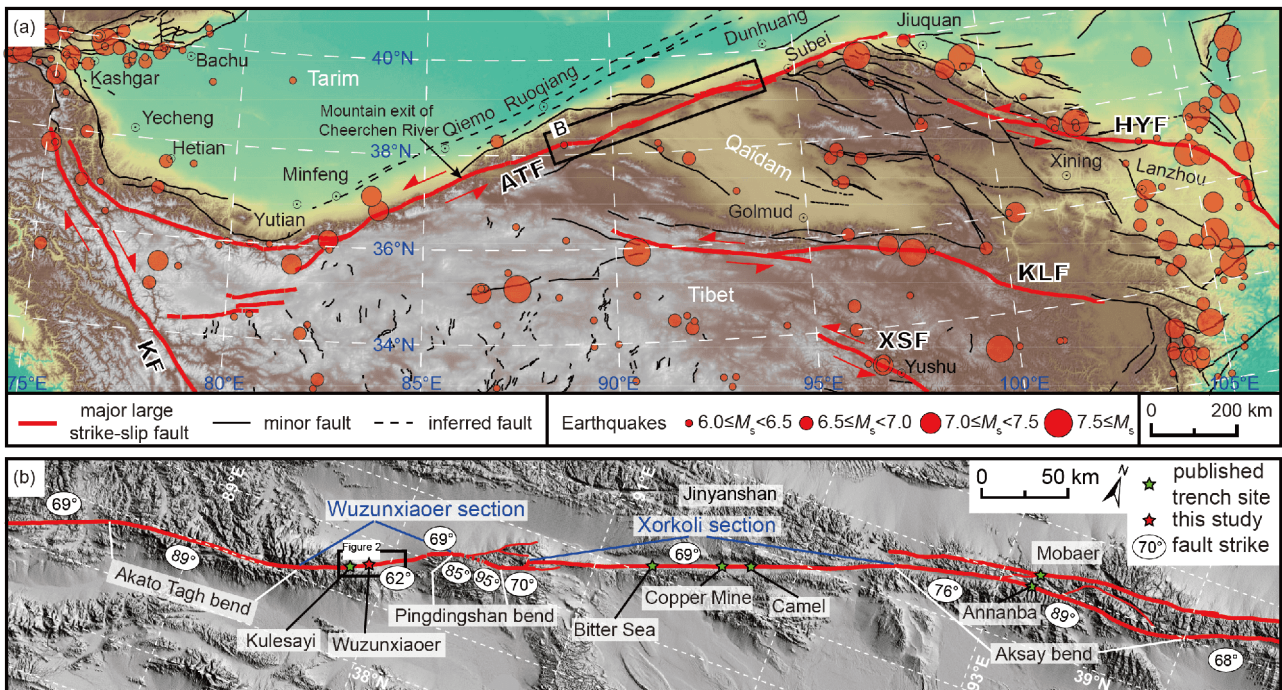 (a)
Jiuquan
Dunhuang
Subei
40°N
Bachu
Kashgar
Tarim
Ruoqiang
Mountain exit of
Cheerchen River
Qiemo
B
HYF
Yecheng
Hetian
38°N
Xining
Lanzhou
Minfeng
ATF
Qaidam
Yutian
Golmud
36°N
KLF
Tibet
KF
34°N
XSF
Yushu
75°E
80°E
85°E
90°E
95°E
100°E
105°E
major large
strike-slip fault
minor fault
inferred fault
Earthquakes
6.0≤Ms<6.5
6.5≤Ms<7.0
7.0≤Ms<7.5
7.5≤Ms
0 200 km
(b)
89°E
Jinyanshan
0 50 km
N
published
trench site
this study
70° fault strike
69°
Wuzunxiaoer section
69°
Xorkoli section
69°
Mobaer
89°
Figure 2
Akato Tagh bend
62°
85°
95°
70°
76°
Pingdingshan bend
Copper Mine
Camel
Annanba
89°
Kulesayi
Wuzunxiaoer
Bitter Sea
Aksay bend
38°N
93°E
39°N
68°